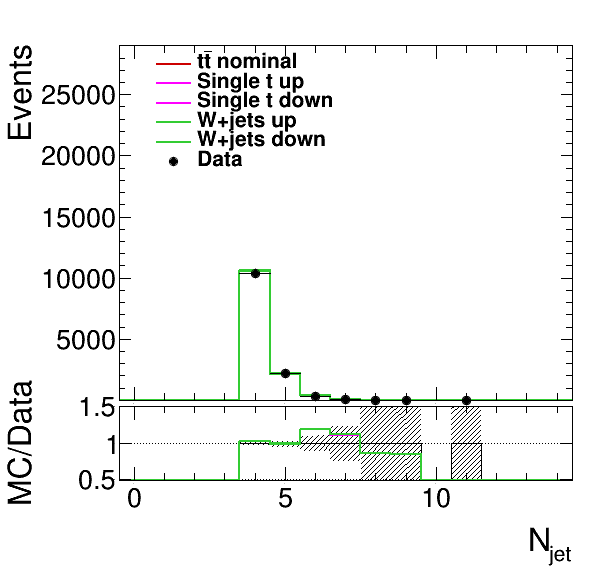 Events
25000
20000
15000
10000
5000
tt̄ nominal
Single t up
Single t down
W+jets up
W+jets down
Data
MC/Data
1.5
1
0.5
0 5 10
N_jet